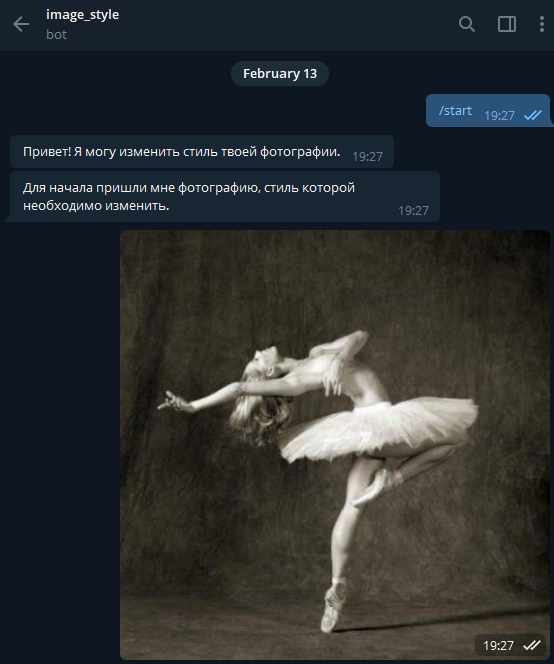 image_style
bot
February 13
/start 19:27
Привет! Я могу изменить стиль твоей фотографии. 19:27
Для начала пришли мне фотографию, стиль которой
необходимо изменить. 19:27
19:27